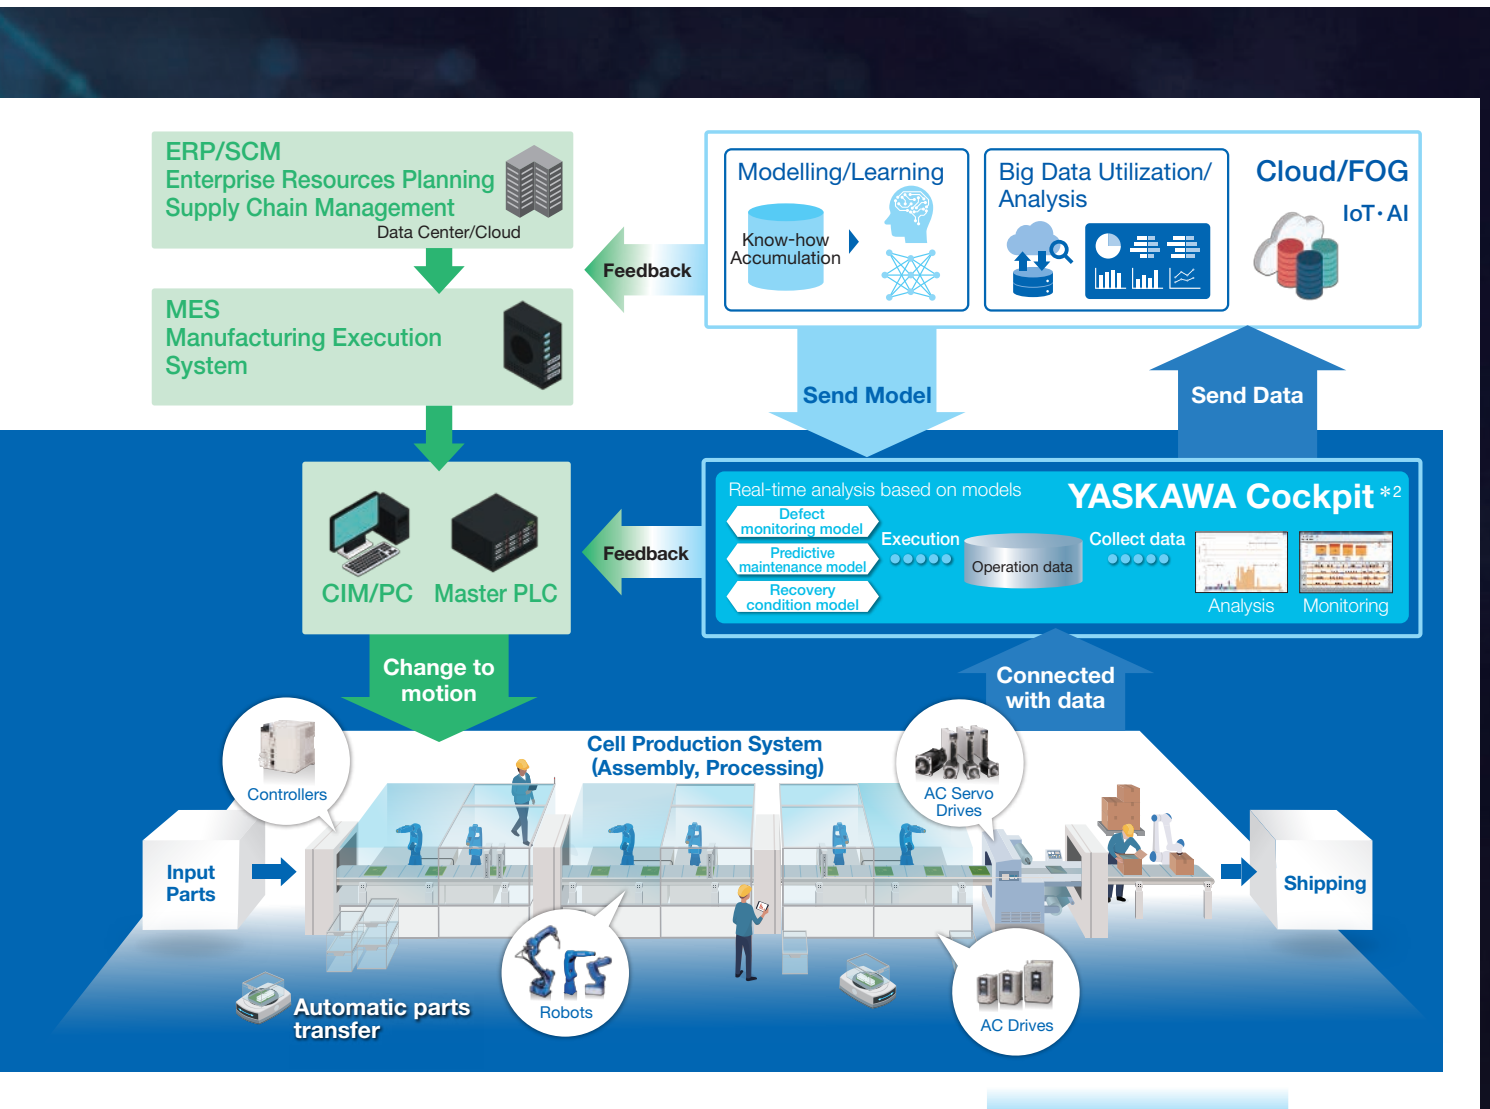 ERP/SCM
Enterprise Resources Planning
Supply Chain Management
Data Center/Cloud
MES
Manufacturing Execution
System
Feedback
Modelling/Learning
Know-how
Accumulation
Big Data Utilization/
Analysis
Cloud/FOG
IoT・AI
Send Model
Send Data
CIM/PC
Master PLC
Feedback
Real-time analysis based on models
YASKAWA Cockpit *2
Defect
monitoring model
Predictive
maintenance model
Recovery
condition model
Execution
Operation data
Collect data
Analysis
Monitoring
Change to
motion
Connected
with data
Cell Production System
(Assembly, Processing)
Controllers
AC Servo
Drives
Input
Parts
Shipping
Robots
AC Drives
Automatic parts
transfer